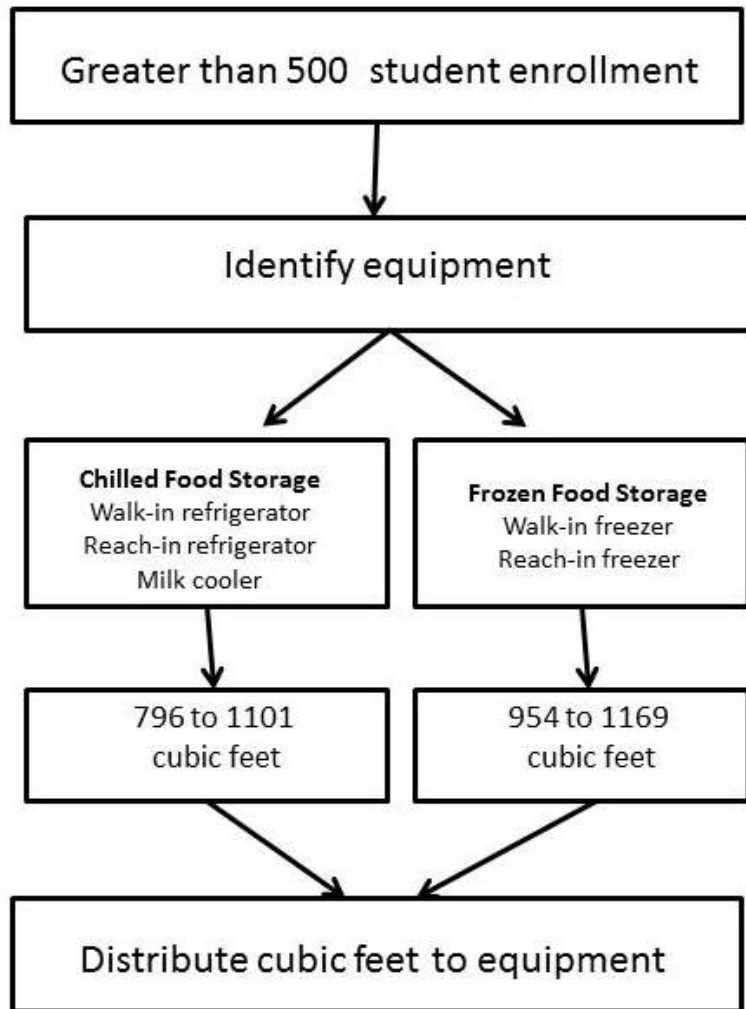 Greater than 500 student enrollment
Identify equipment
Chilled Food Storage
Walk-in refrigerator
Reach-in refrigerator
Milk cooler
Frozen Food Storage
Walk-in freezer
Reach-in freezer
796 to 1101
cubic feet
954 to 1169
cubic feet
Distribute cubic feet to equipment